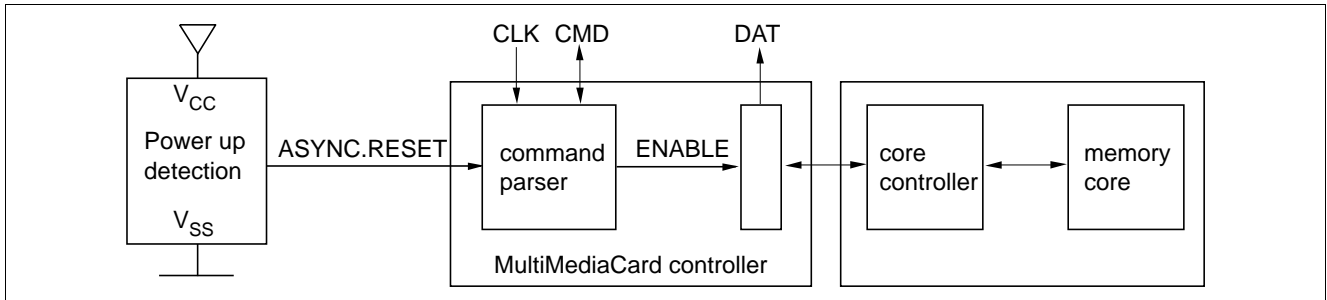 CLK CMD DAT
VCC
Power up
detection
VSS
ASYNC.RESET
command
parser
ENABLE
MultiMediaCard controller
core
controller
memory
core